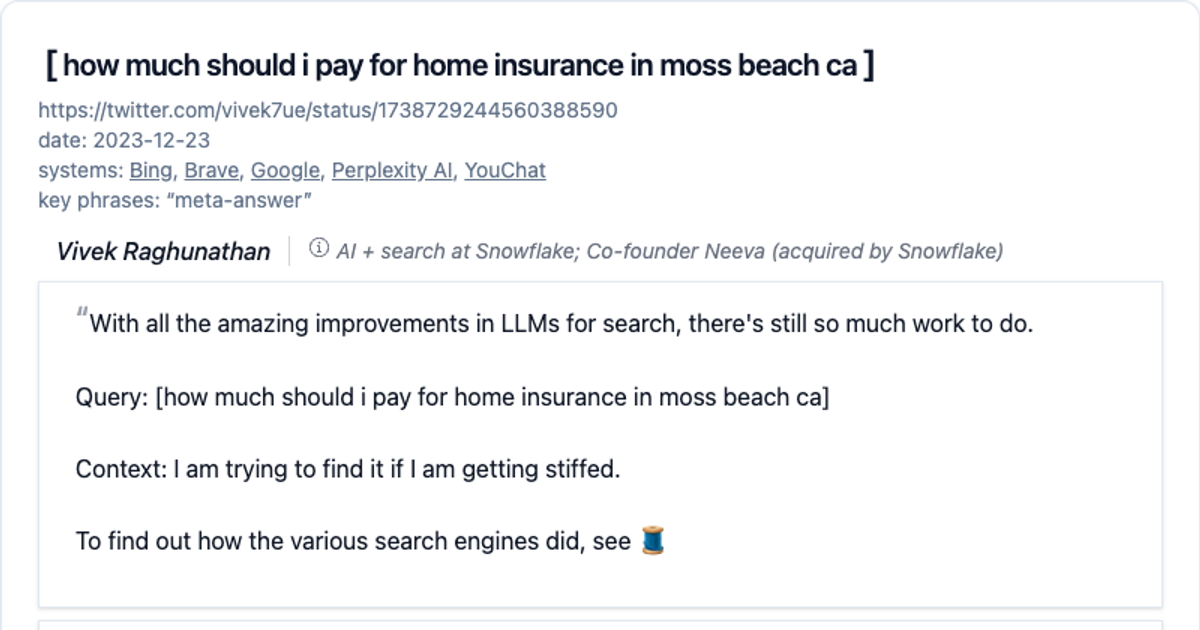 [ how much should i pay for home insurance in moss beach ca ]
https://twitter.com/vivek7ue/status/1738729244560388590
date: 2023-12-23
systems: Bing, Brave, Google, Perplexity AI, YouChat
key phrases: “meta-answer”
Vivek Raghunathan ⓘ AI + search at Snowflake; Co-founder Neeva (acquired by Snowflake)
“With all the amazing improvements in LLMs for search, there's still so much work to do.
Query: [how much should i pay for home insurance in moss beach ca]
Context: I am trying to find it if I am getting stiffed.
To find out how the various search engines did, see 🧵